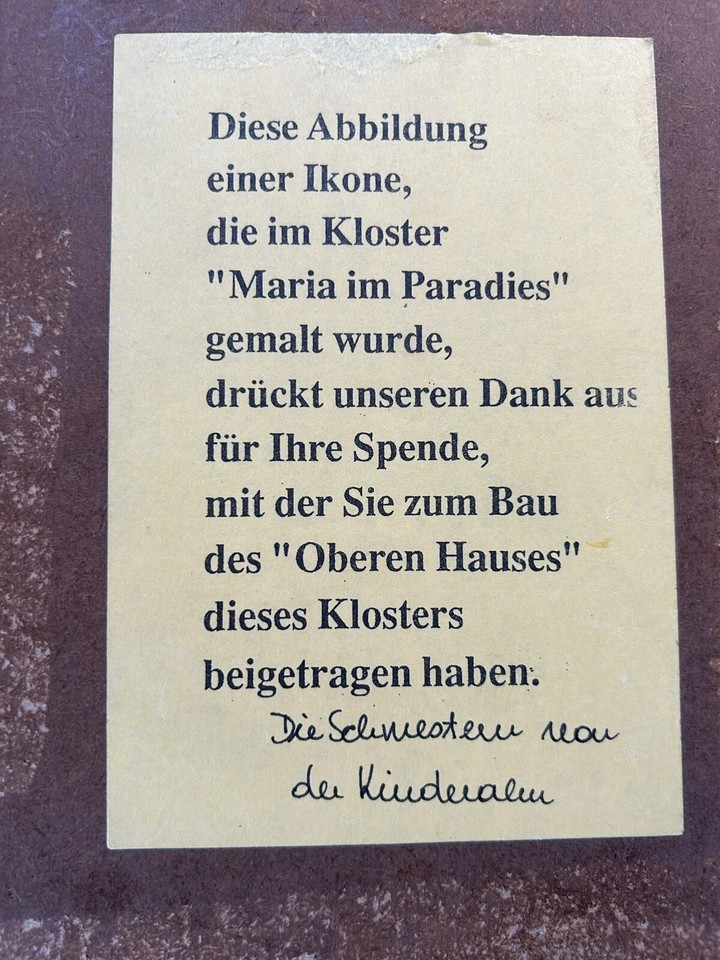 Diese Abbildung
einer Ikone,
die im Kloster
"Maria im Paradies"
gemalt wurde,
drückt unseren Dank aus
für Ihre Spende,
mit der Sie zum Bau
des "Oberen Hauses"
dieses Klosters
beigetragen haben.
Die Schwestern von
der Kinderalm